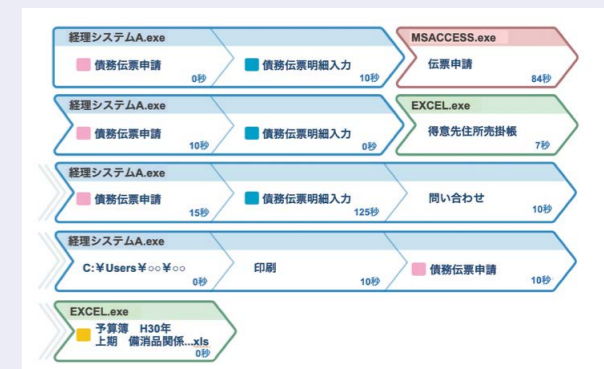 経理システムA.exe MSACCESS.exe
債務伝票申請 0秒 債務伝票明細入力 10秒 伝票申請 84秒
経理システムA.exe EXCEL.exe
債務伝票申請 10秒 債務伝票明細入力 0秒 得意先住所売掛帳 7秒
経理システムA.exe
債務伝票申請 15秒 債務伝票明細入力 125秒 問い合わせ 10秒
経理システムA.exe
C:¥Users¥○○¥○○ 0秒 印刷 10秒 債務伝票申請 10秒
EXCEL.exe
予算簿 H30年
上期 備消品関係...xls
0秒